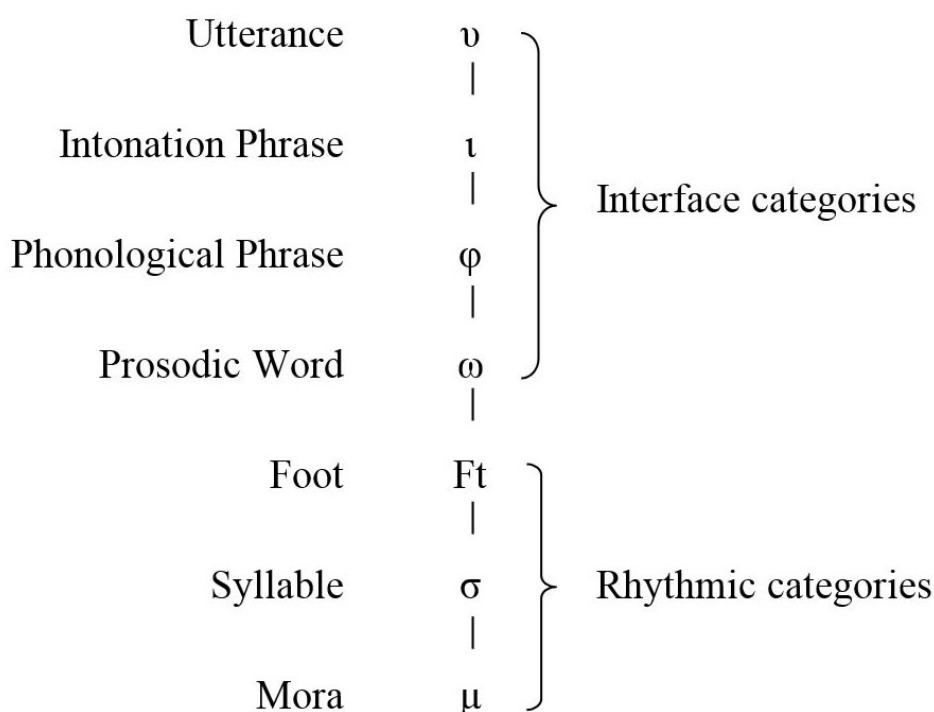 Utterance υ
Intonation Phrase ι
Interface categories
Phonological Phrase φ
Prosodic Word ω
Foot Ft
Syllable σ Rhythmic categories
Mora μ